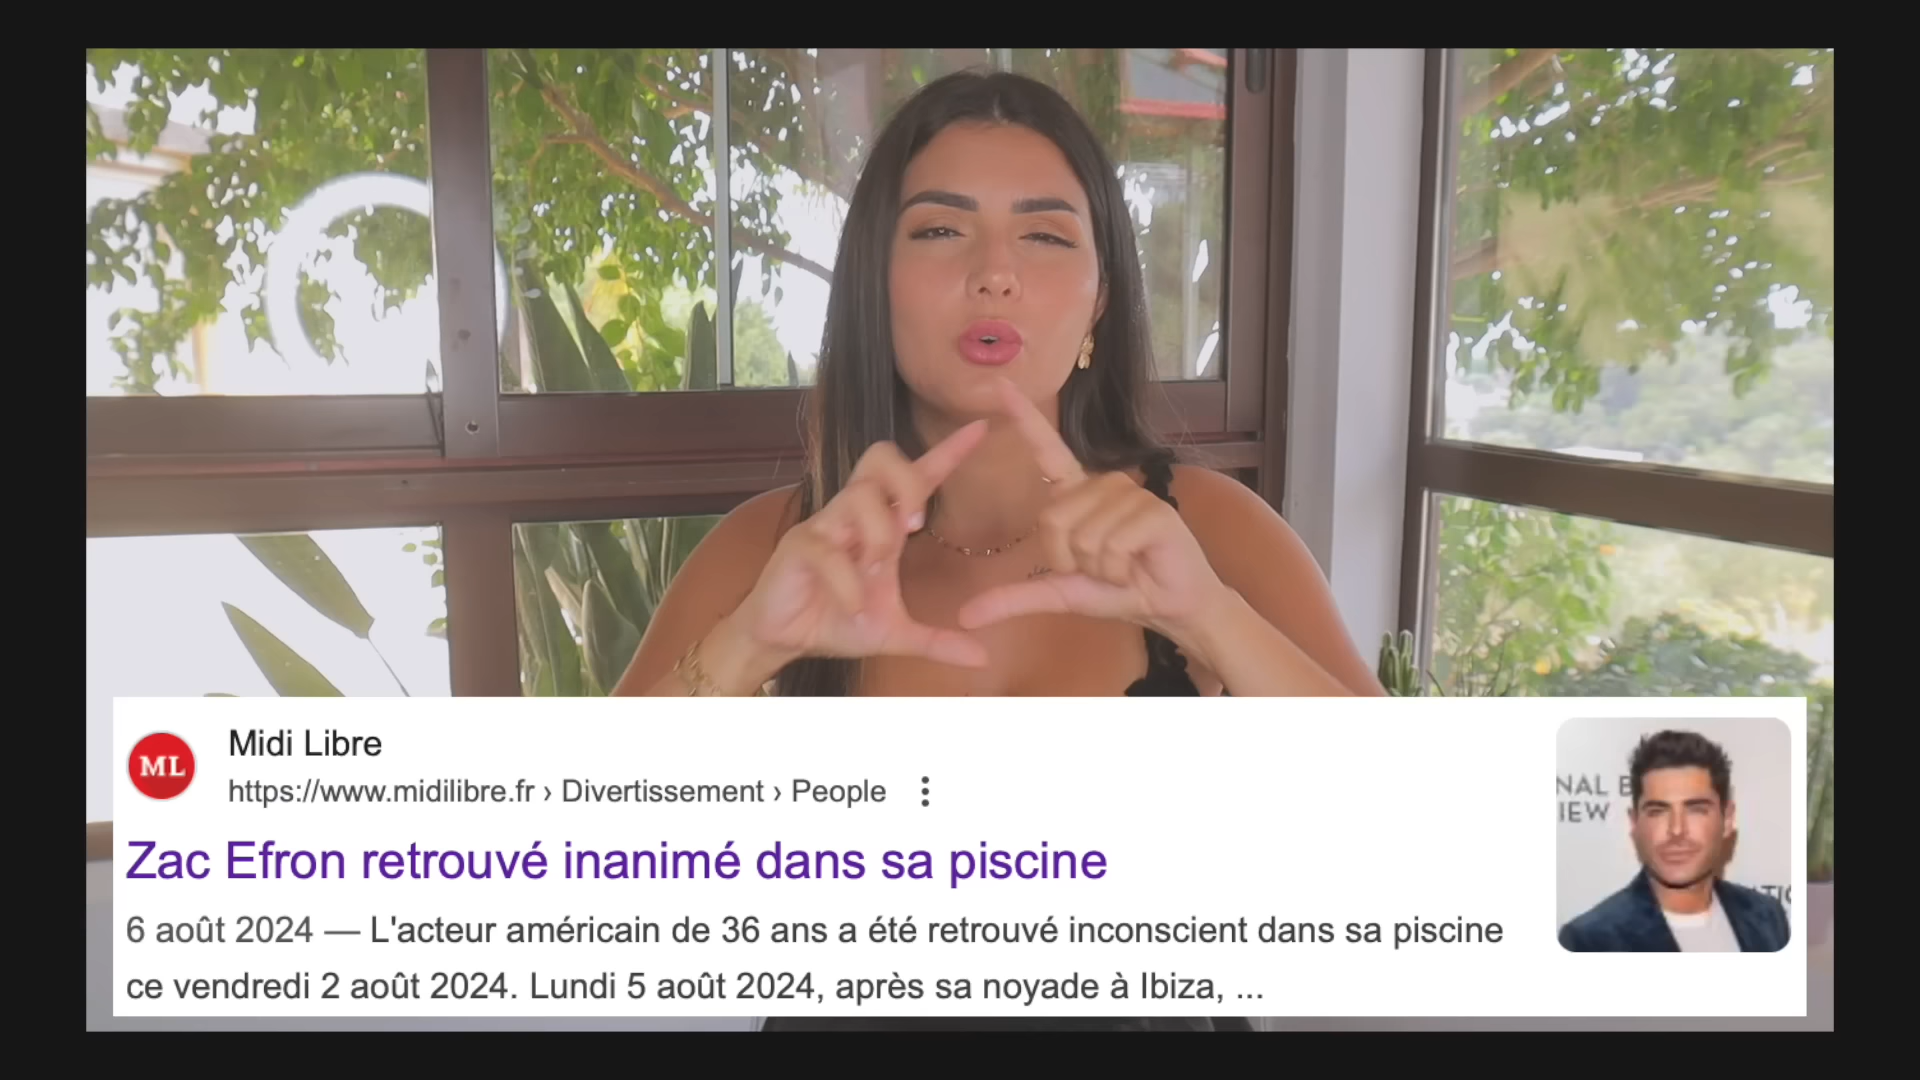 ML
Midi Libre
https://www.midilibre.fr › Divertissement › People
Zac Efron retrouvé inanimé dans sa piscine
6 août 2024 — L'acteur américain de 36 ans a été retrouvé inconscient dans sa piscine
ce vendredi 2 août 2024. Lundi 5 août 2024, après sa noyade à Ibiza, ...
NAL B
IEW